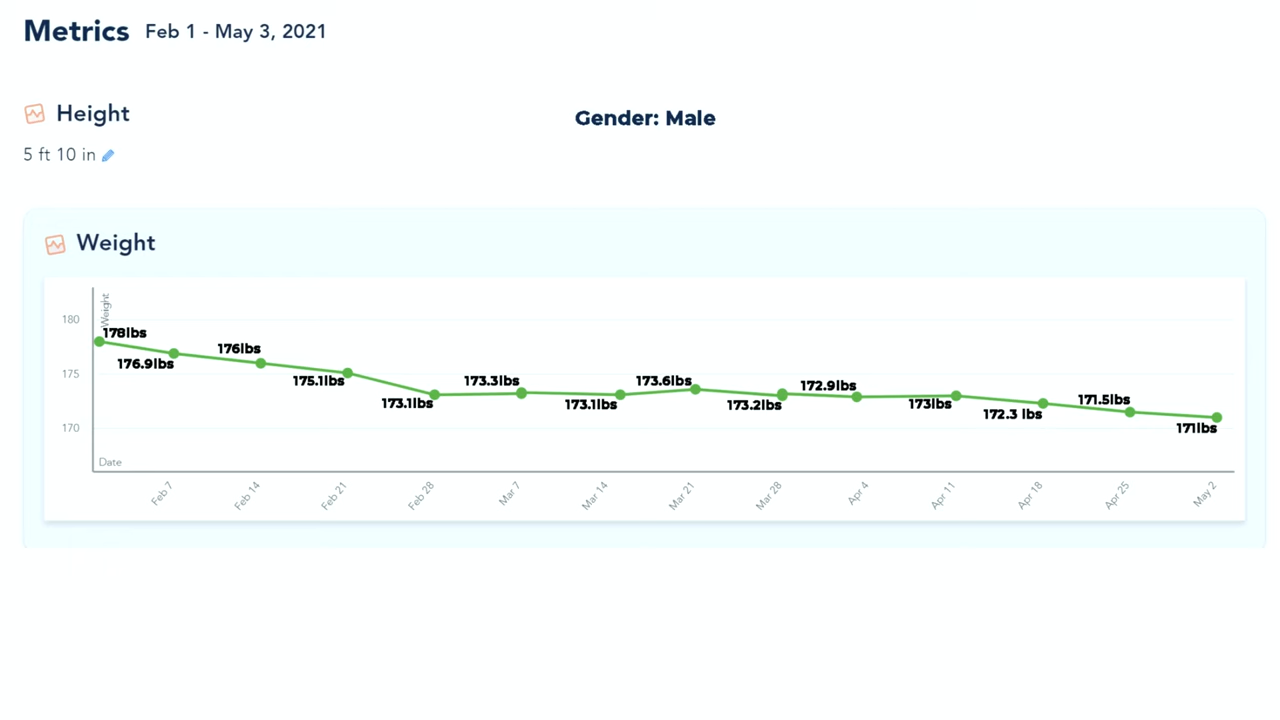 Metrics Feb 1 - May 3, 2021
Height
Gender: Male
5 ft 10 in
Weight
Weight
180
175
170
178lbs
176.9lbs
176lbs
175.1lbs
173.1lbs
173.3lbs
173.1lbs
173.6lbs
173.2lbs
172.9lbs
173lbs
172.3 lbs
171.5lbs
171lbs
Date
Feb 7
Feb 14
Feb 21
Feb 28
Mar 7
Mar 14
Mar 21
Mar 28
Apr 4
Apr 11
Apr 18
Apr 25
May 2